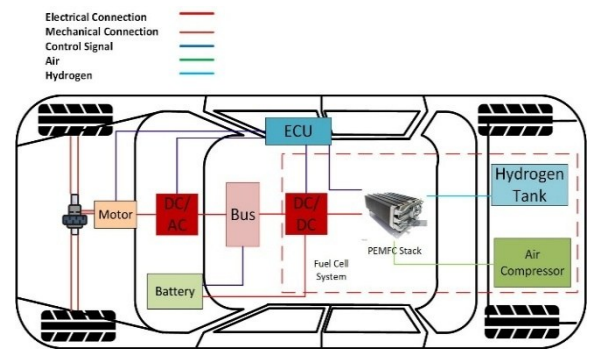 Electrical Connection
Mechanical Connection
Control Signal
Air
Hydrogen
ECU
Hydrogen
Tank
Motor
DC/
AC
Bus
DC/
DC
PEMFC Stack
Fuel Cell
System
Air
Compressor
Battery